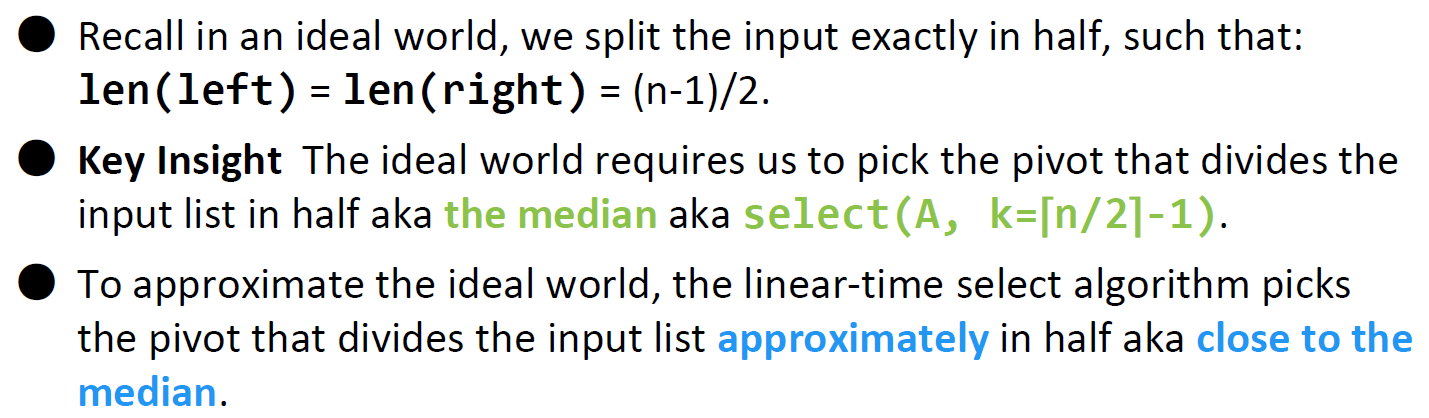 ● Recall in an ideal world, we split the input exactly in half, such that:
len(left) = len(right) = (n-1)/2.
● Key Insight The ideal world requires us to pick the pivot that divides the
input list in half aka the median aka select(A, k=⌈n/2⌉-1).
● To approximate the ideal world, the linear-time select algorithm picks
the pivot that divides the input list approximately in half aka close to the
median.